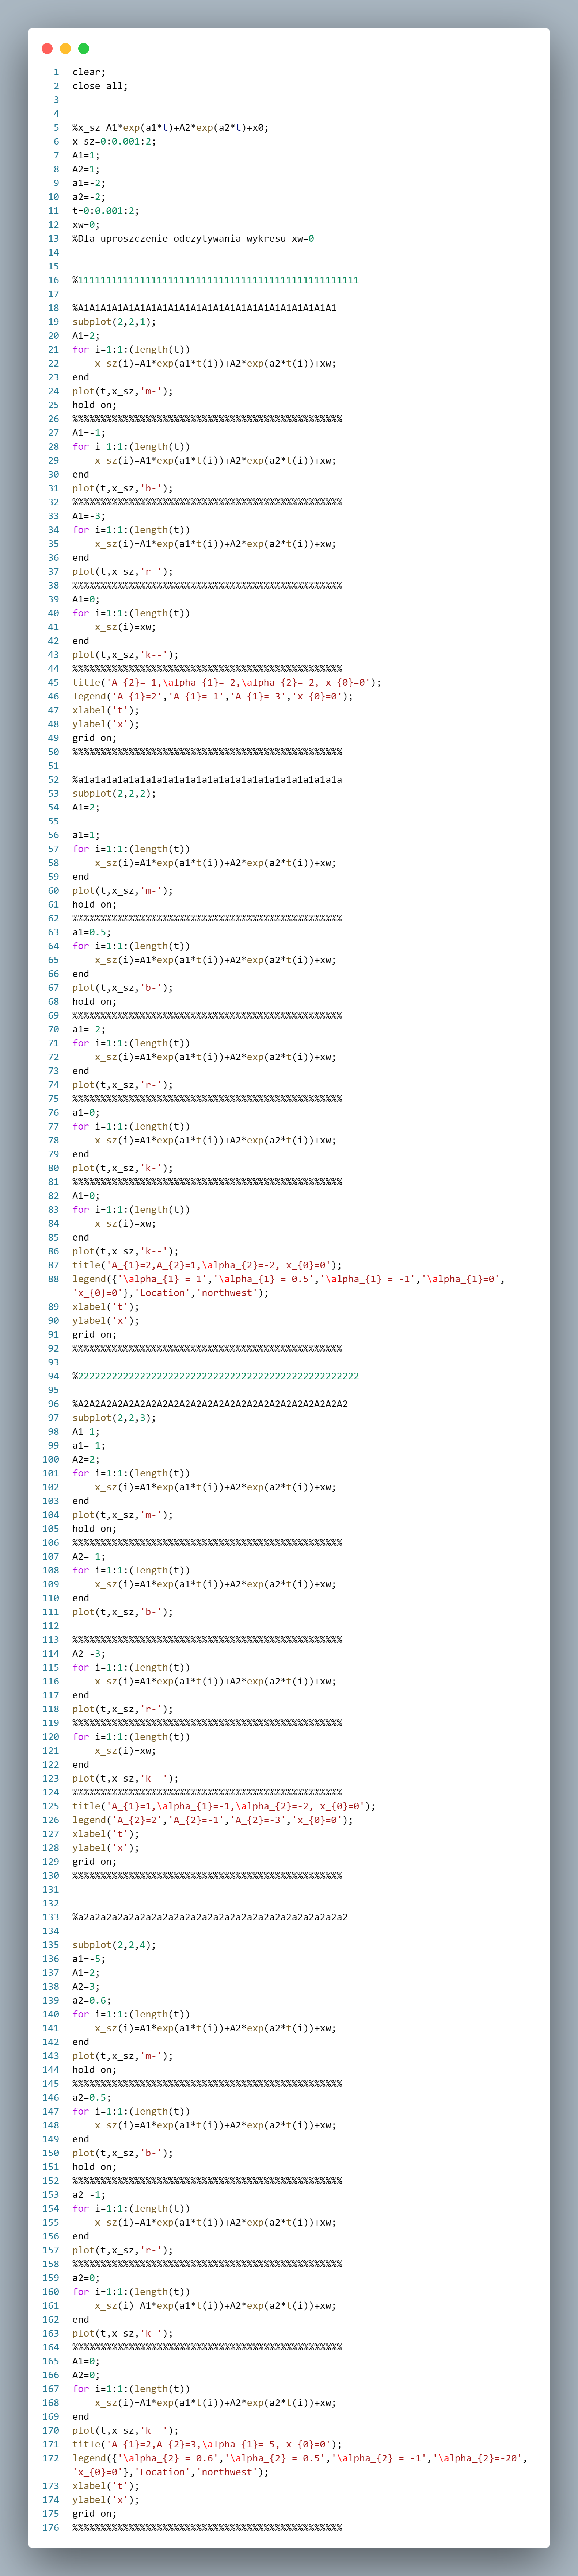 1 clear;
2 close all;
3
4
5 %x_sz=A1*exp(a1*t)+A2*exp(a2*t)+x0;
6 x_sz=0:0.001:2;
7 A1=1;
8 A2=1;
9 a1=-2;
10 a2=-2;
11 t=0:0.001:2;
12 xw=0;
13 %Dla uproszczenie odczytywania wykresu xw=0
14
15
16 %11111111111111111111111111111111111111111111111111
17
18 %A1A1A1A1A1A1A1A1A1A1A1A1A1A1A1A1A1A1A1A1A1A1A1
19 subplot(2,2,1);
20 A1=2;
21 for i=1:1:(length(t))
22     x_sz(i)=A1*exp(a1*t(i))+A2*exp(a2*t(i))+xw;
23 end
24 plot(t,x_sz,'m-');
25 hold on;
26 %%%%%%%%%%%%%%%%%%%%%%%%%%%%%%%%%%%%%%%%%%%%%%%%
27 A1=-1;
28 for i=1:1:(length(t))
29     x_sz(i)=A1*exp(a1*t(i))+A2*exp(a2*t(i))+xw;
30 end
31 plot(t,x_sz,'b-');
32 %%%%%%%%%%%%%%%%%%%%%%%%%%%%%%%%%%%%%%%%%%%%%%%%
33 A1=-3;
34 for i=1:1:(length(t))
35     x_sz(i)=A1*exp(a1*t(i))+A2*exp(a2*t(i))+xw;
36 end
37 plot(t,x_sz,'r-');
38 %%%%%%%%%%%%%%%%%%%%%%%%%%%%%%%%%%%%%%%%%%%%%%%%
39 A1=0;
40 for i=1:1:(length(t))
41     x_sz(i)=xw;
42 end
43 plot(t,x_sz,'k--');
44 %%%%%%%%%%%%%%%%%%%%%%%%%%%%%%%%%%%%%%%%%%%%%%%%
45 title('A_{2}=-1,\alpha_{1}=-2,\alpha_{2}=-2, x_{0}=0');
46 legend('A_{1}=2','A_{1}=-1','A_{1}=-3','x_{0}=0');
47 xlabel('t');
48 ylabel('x');
49 grid on;
50 %%%%%%%%%%%%%%%%%%%%%%%%%%%%%%%%%%%%%%%%%%%%%%%%
51
52 %a1a1a1a1a1a1a1a1a1a1a1a1a1a1a1a1a1a1a1a1a1a1a1a
53 subplot(2,2,2);
54 A1=2;
55
56 a1=1;
57 for i=1:1:(length(t))
58     x_sz(i)=A1*exp(a1*t(i))+A2*exp(a2*t(i))+xw;
59 end
60 plot(t,x_sz,'m-');
61 hold on;
62 %%%%%%%%%%%%%%%%%%%%%%%%%%%%%%%%%%%%%%%%%%%%%%%%
63 a1=0.5;
64 for i=1:1:(length(t))
65     x_sz(i)=A1*exp(a1*t(i))+A2*exp(a2*t(i))+xw;
66 end
67 plot(t,x_sz,'b-');
68 hold on;
69 %%%%%%%%%%%%%%%%%%%%%%%%%%%%%%%%%%%%%%%%%%%%%%%%
70 a1=-2;
71 for i=1:1:(length(t))
72     x_sz(i)=A1*exp(a1*t(i))+A2*exp(a2*t(i))+xw;
73 end
74 plot(t,x_sz,'r-');
75 %%%%%%%%%%%%%%%%%%%%%%%%%%%%%%%%%%%%%%%%%%%%%%%%
76 a1=0;
77 for i=1:1:(length(t))
78     x_sz(i)=A1*exp(a1*t(i))+A2*exp(a2*t(i))+xw;
79 end
80 plot(t,x_sz,'k-');
81 %%%%%%%%%%%%%%%%%%%%%%%%%%%%%%%%%%%%%%%%%%%%%%%%
82 A1=0;
83 for i=1:1:(length(t))
84     x_sz(i)=xw;
85 end
86 plot(t,x_sz,'k--');
87 title('A_{1}=2,A_{2}=1,\alpha_{2}=-2, x_{0}=0');
88 legend({'\alpha_{1} = 1','\alpha_{1} = 0.5','\alpha_{1} = -1','\alpha_{1}=0',
'x_{0}=0'},'Location','northwest');
89 xlabel('t');
90 ylabel('x');
91 grid on;
92 %%%%%%%%%%%%%%%%%%%%%%%%%%%%%%%%%%%%%%%%%%%%%%%%
93
94 %22222222222222222222222222222222222222222222222222
95
96 %A2A2A2A2A2A2A2A2A2A2A2A2A2A2A2A2A2A2A2A2A2A2A2A2
97 subplot(2,2,3);
98 A1=1;
99 a1=-1;
100 A2=2;
101 for i=1:1:(length(t))
102     x_sz(i)=A1*exp(a1*t(i))+A2*exp(a2*t(i))+xw;
103 end
104 plot(t,x_sz,'m-');
105 hold on;
106 %%%%%%%%%%%%%%%%%%%%%%%%%%%%%%%%%%%%%%%%%%%%%%%%
107 A2=-1;
108 for i=1:1:(length(t))
109     x_sz(i)=A1*exp(a1*t(i))+A2*exp(a2*t(i))+xw;
110 end
111 plot(t,x_sz,'b-');
112
113 %%%%%%%%%%%%%%%%%%%%%%%%%%%%%%%%%%%%%%%%%%%%%%%%
114 A2=-3;
115 for i=1:1:(length(t))
116     x_sz(i)=A1*exp(a1*t(i))+A2*exp(a2*t(i))+xw;
117 end
118 plot(t,x_sz,'r-');
119 %%%%%%%%%%%%%%%%%%%%%%%%%%%%%%%%%%%%%%%%%%%%%%%%
120 for i=1:1:(length(t))
121     x_sz(i)=xw;
122 end
123 plot(t,x_sz,'k--');
124 %%%%%%%%%%%%%%%%%%%%%%%%%%%%%%%%%%%%%%%%%%%%%%%%
125 title('A_{1}=1,\alpha_{1}=-1,\alpha_{2}=-2, x_{0}=0');
126 legend('A_{2}=2','A_{2}=-1','A_{2}=-3','x_{0}=0');
127 xlabel('t');
128 ylabel('x');
129 grid on;
130 %%%%%%%%%%%%%%%%%%%%%%%%%%%%%%%%%%%%%%%%%%%%%%%%
131
132
133 %a2a2a2a2a2a2a2a2a2a2a2a2a2a2a2a2a2a2a2a2a2a2a2a2
134
135 subplot(2,2,4);
136 a1=-5;
137 A1=2;
138 A2=3;
139 a2=0.6;
140 for i=1:1:(length(t))
141     x_sz(i)=A1*exp(a1*t(i))+A2*exp(a2*t(i))+xw;
142 end
143 plot(t,x_sz,'m-');
144 hold on;
145 %%%%%%%%%%%%%%%%%%%%%%%%%%%%%%%%%%%%%%%%%%%%%%%%
146 a2=0.5;
147 for i=1:1:(length(t))
148     x_sz(i)=A1*exp(a1*t(i))+A2*exp(a2*t(i))+xw;
149 end
150 plot(t,x_sz,'b-');
151 hold on;
152 %%%%%%%%%%%%%%%%%%%%%%%%%%%%%%%%%%%%%%%%%%%%%%%%
153 a2=-1;
154 for i=1:1:(length(t))
155     x_sz(i)=A1*exp(a1*t(i))+A2*exp(a2*t(i))+xw;
156 end
157 plot(t,x_sz,'r-');
158 %%%%%%%%%%%%%%%%%%%%%%%%%%%%%%%%%%%%%%%%%%%%%%%%
159 a2=0;
160 for i=1:1:(length(t))
161     x_sz(i)=A1*exp(a1*t(i))+A2*exp(a2*t(i))+xw;
162 end
163 plot(t,x_sz,'k-');
164 %%%%%%%%%%%%%%%%%%%%%%%%%%%%%%%%%%%%%%%%%%%%%%%%
165 A1=0;
166 A2=0;
167 for i=1:1:(length(t))
168     x_sz(i)=A1*exp(a1*t(i))+A2*exp(a2*t(i))+xw;
169 end
170 plot(t,x_sz,'k--');
171 title('A_{1}=2,A_{2}=3,\alpha_{1}=-5, x_{0}=0');
172 legend({'\alpha_{2} = 0.6','\alpha_{2} = 0.5','\alpha_{2} = -1','\alpha_{2}=-20',
'x_{0}=0'},'Location','northwest');
173 xlabel('t');
174 ylabel('x');
175 grid on;
176 %%%%%%%%%%%%%%%%%%%%%%%%%%%%%%%%%%%%%%%%%%%%%%%%